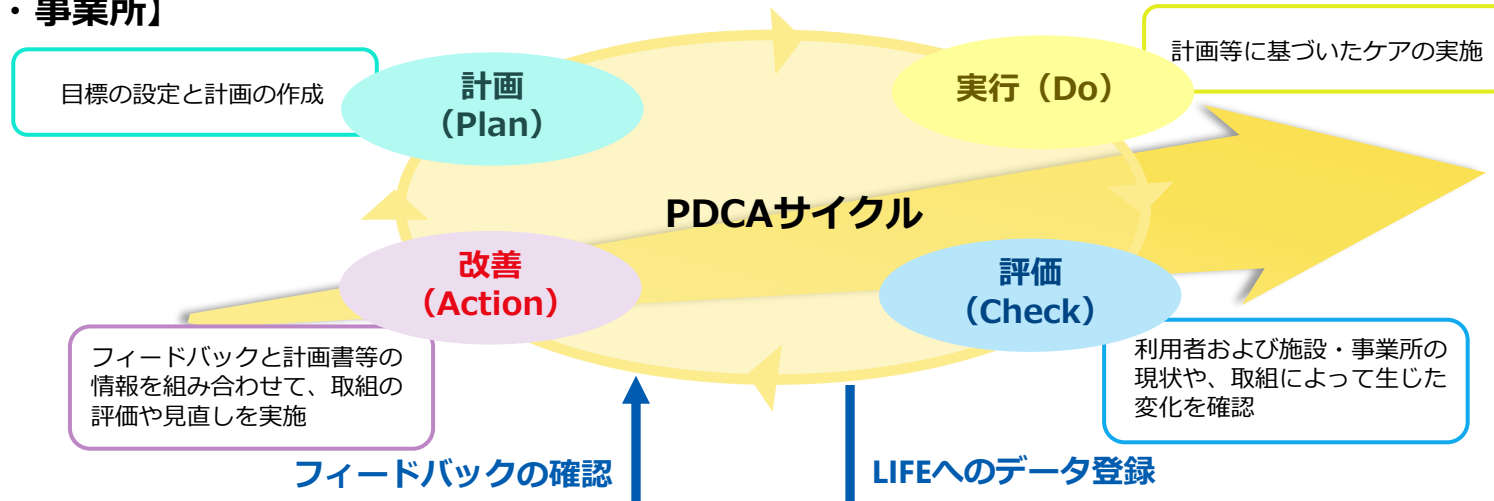 ・事業所】
目標の設定と計画の作成
計画
（Plan）
実行（Do）
計画等に基づいたケアの実施
PDCAサイクル
改善
（Action）
評価
（Check）
フィードバックと計画書等の
情報を組み合わせて、取組の
評価や見直しを実施
利用者および施設・事業所の
現状や、取組によって生じた
変化を確認
フィードバックの確認
LIFEへのデータ登録